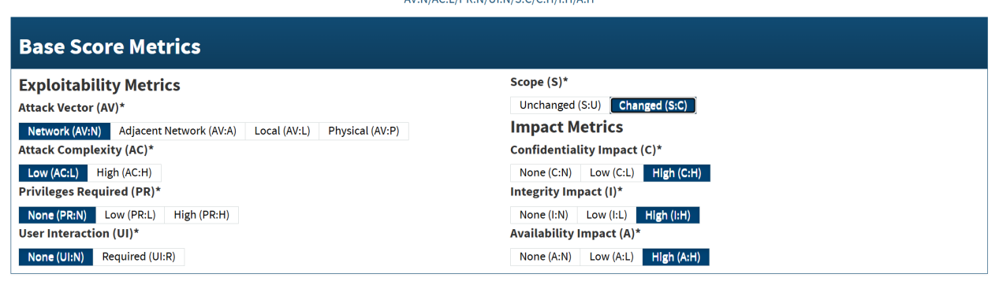 AV:N/AC:L/PR:N/UI:N/S:C/C:H/I:H/A:H
Base Score Metrics
Exploitability Metrics
Attack Vector (AV)*
Network (AV:N) Adjacent Network (AV:A) Local (AV:L) Physical (AV:P)
Attack Complexity (AC)*
Low (AC:L) High (AC:H)
Privileges Required (PR)*
None (PR:N) Low (PR:L) High (PR:H)
User Interaction (UI)*
None (UI:N) Required (UI:R)
Scope (S)*
Unchanged (S:U) Changed (S:C)
Impact Metrics
Confidentiality Impact (C)*
None (C:N) Low (C:L) High (C:H)
Integrity Impact (I)*
None (I:N) Low (I:L) High (I:H)
Availability Impact (A)*
None (A:N) Low (A:L) High (A:H)